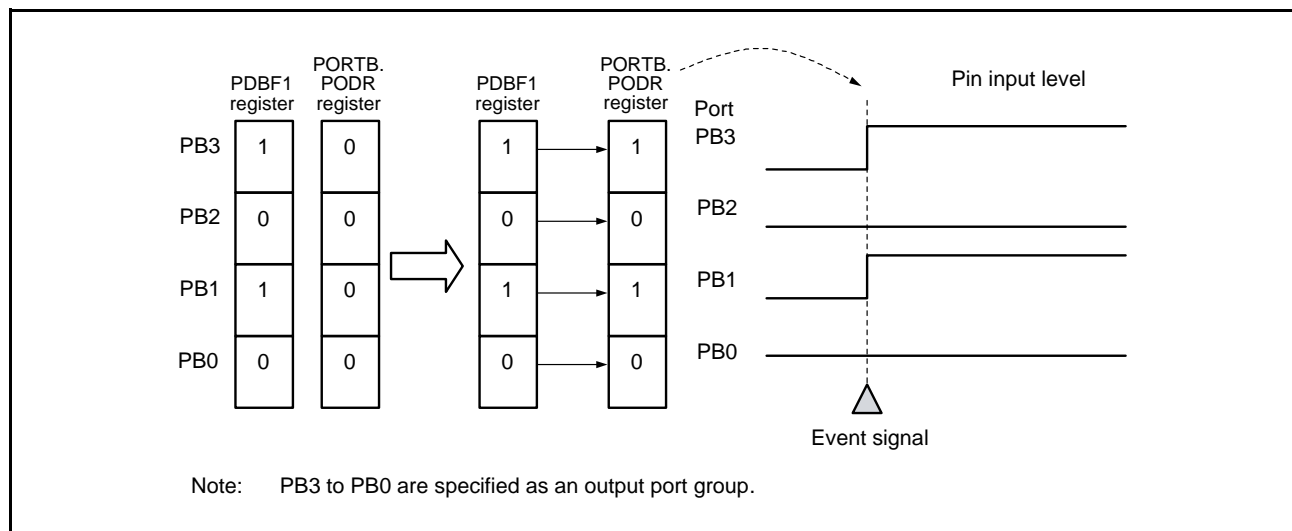 PDBF1
register
PORTB.
PODR
register
PDBF1
register
PORTB.
PODR
register
Pin input level
Port
PB3 1 0 1 1 PB3
PB2 0 0 0 0 PB2
PB1 1 0 1 1 PB1
PB0 0 0 0 0 PB0
Event signal
Note: PB3 to PB0 are specified as an output port group.